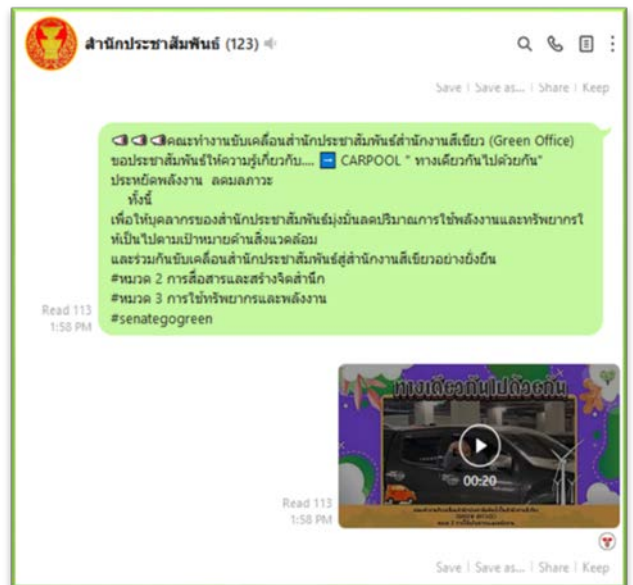 สำนักประชาสัมพันธ์ (123)
Save | Save as... | Share | Keep
คณะทำงานขับเคลื่อนสำนักประชาสัมพันธ์สำนักงานสีเขียว (Green Office)
ขอประชาสัมพันธ์ให้ความรู้เกี่ยวกับ.... CARPOOL " ทางเดียวกันไปด้วยกัน"
ประหยัดพลังงาน ลดมลภาวะ
ทั้งนี้
เพื่อให้บุคลากรของสำนักประชาสัมพันธ์มุ่งมั่นลดปริมาณการใช้พลังงานและทรัพยากรใ
ห้เป็นไปตามเป้าหมายด้านสิ่งแวดล้อม
และร่วมกันขับเคลื่อนสำนักประชาสัมพันธ์สู่สำนักงานสีเขียวอย่างยั่งยืน
#หมวด 2 การสื่อสารและสร้างจิตสำนึก
#หมวด 3 การใช้ทรัพยากรและพลังงาน
#senategogreen
Read 113
1:58 PM
ทางเดียวกันไปด้วยกัน
00:20
Read 113
1:58 PM
Save | Save as... | Share | Keep